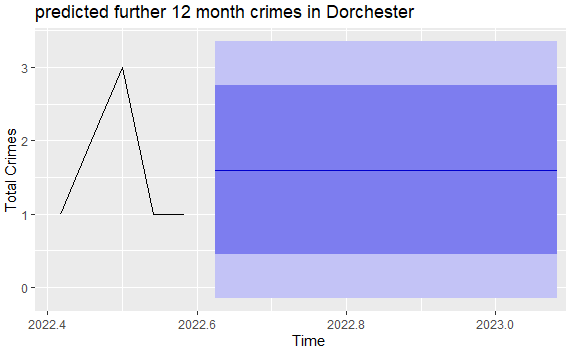 predicted further 12 month crimes in Dorchester
Total Crimes
3
2
1
0
2022.4 2022.6 2022.8 2023.0
Time